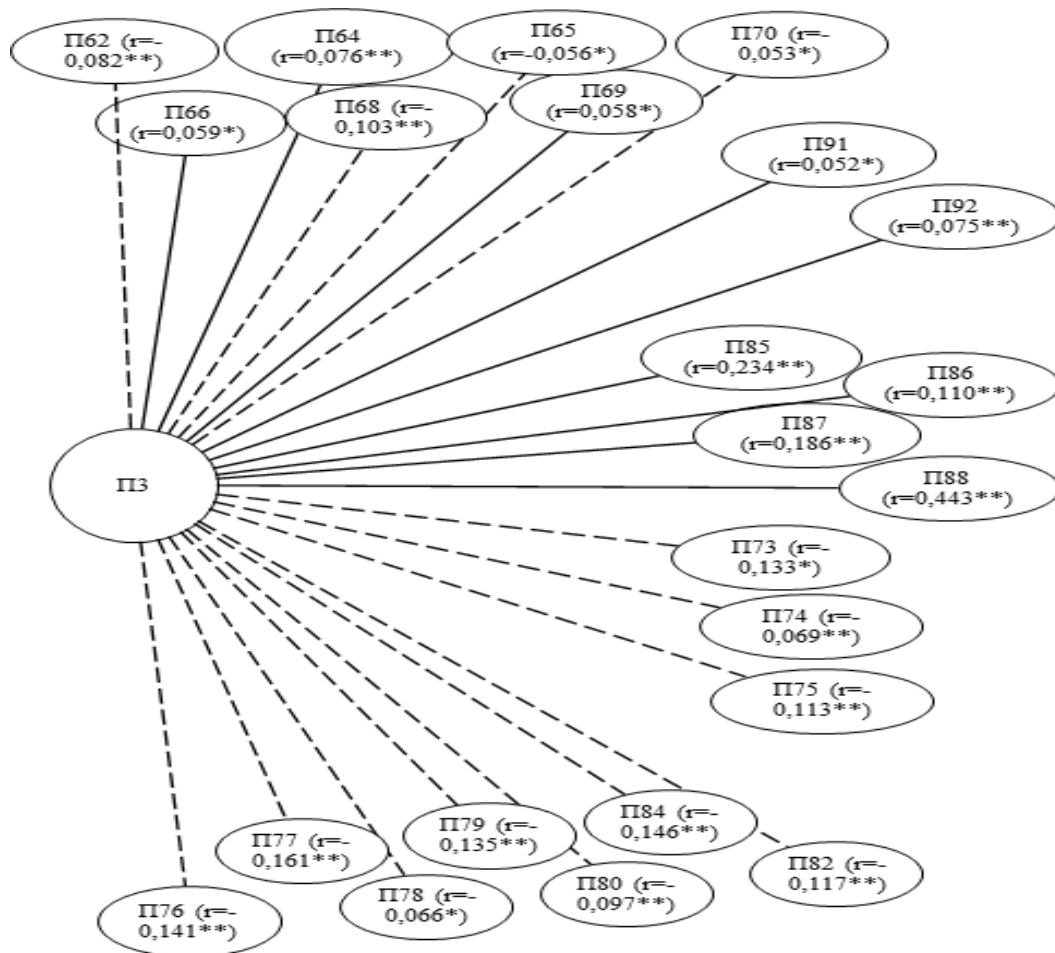 П62 (r=-
0,082**)
П64
(r=0,076**)
П65
(r=-0,056*)
П70 (r=-
0,053*)
П66
(r=0,059*)
П68 (r=-
0,103**)
П69
(r=0,058*)
П91
(r=0,052*)
П92
(r=0,075**)
П85
(r=0,234**)
П86
(r=0,110**)
П87
(r=0,186**)
П3
П88
(r=0,443**)
П73 (r=-
0,133*)
П74 (r=-
0,069**)
П75 (r=-
0,113**)
П84 (r=-
0,146**)
П79 (r=-
0,135**)
П77 (r=-
0,161**)
П82 (r=-
0,117**)
П80 (r=-
0,097**)
П78 (r=-
0,066*)
П76 (r=-
0,141**)